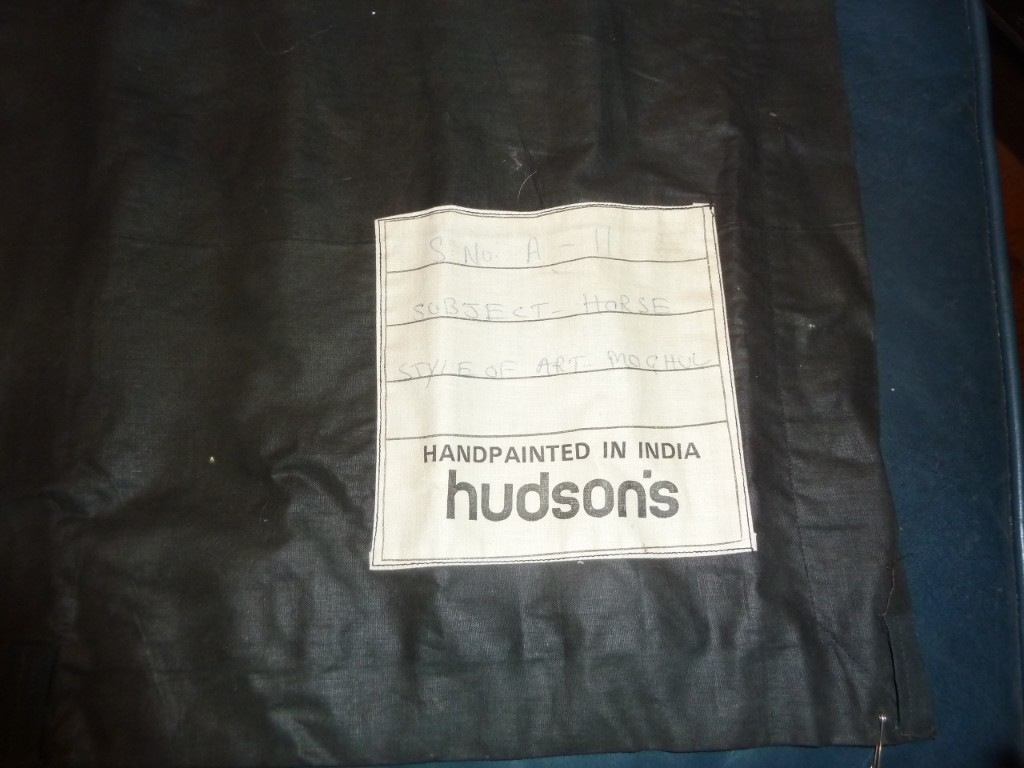 S. No. A - 11
SUBJECT - HORSE
STYLE OF ART - MOGHUL
HANDPAINTED IN INDIA
hudson's